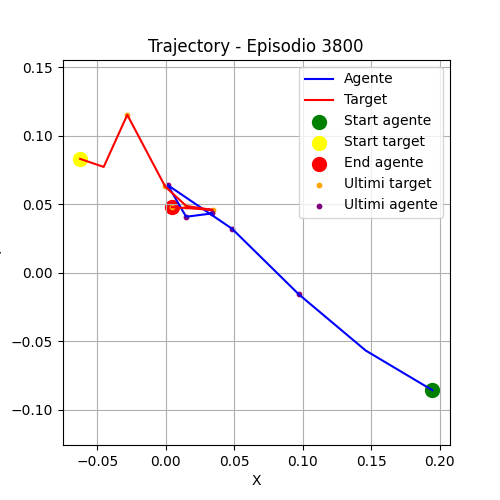 Trajectory - Episodio 3800
0.15
0.10
0.05
0.00
−0.05
−0.10
−0.05
0.00
0.05
0.10
0.15
0.20
X
Agente
Target
Start agente
Start target
End agente
Ultimi target
Ultimi agente